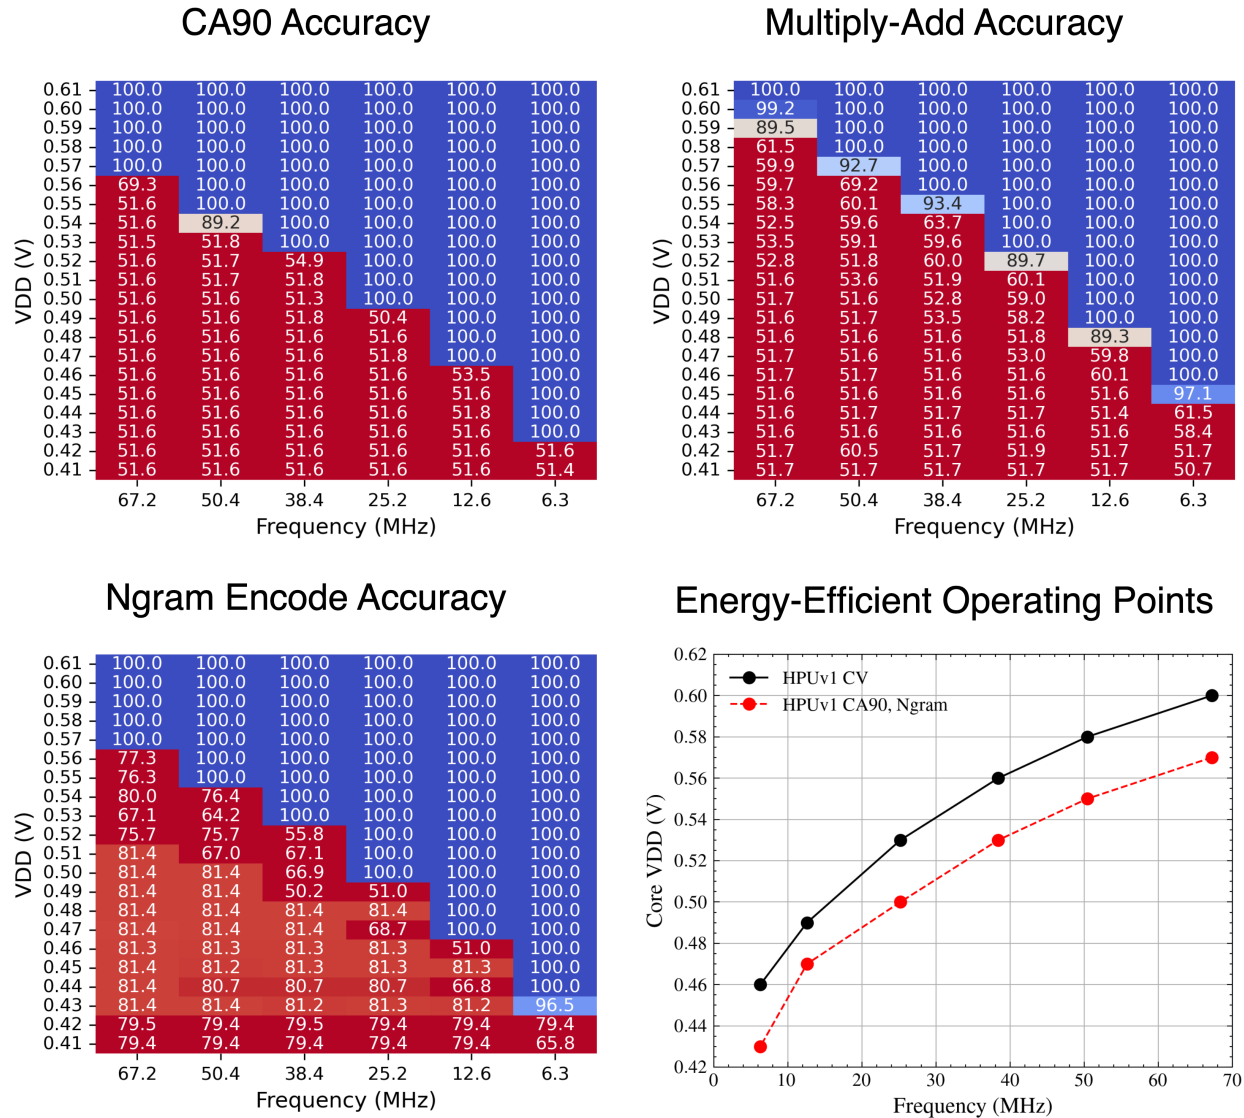 CA90 Accuracy
VDD (V)
0.61 100.0 100.0 100.0 100.0 100.0 100.0
0.60 100.0 100.0 100.0 100.0 100.0 100.0
0.59 100.0 100.0 100.0 100.0 100.0 100.0
0.58 100.0 100.0 100.0 100.0 100.0 100.0
0.57 100.0 100.0 100.0 100.0 100.0 100.0
0.56 69.3 100.0 100.0 100.0 100.0 100.0
0.55 51.6 100.0 100.0 100.0 100.0 100.0
0.54 51.6 89.2 100.0 100.0 100.0 100.0
0.53 51.5 51.8 100.0 100.0 100.0 100.0
0.52 51.6 51.7 54.9 100.0 100.0 100.0
0.51 51.6 51.7 51.8 100.0 100.0 100.0
0.50 51.6 51.6 51.3 100.0 100.0 100.0
0.49 51.6 51.6 51.8 50.4 100.0 100.0
0.48 51.6 51.6 51.6 51.6 100.0 100.0
0.47 51.6 51.6 51.6 51.8 100.0 100.0
0.46 51.6 51.6 51.6 51.6 53.5 100.0
0.45 51.6 51.6 51.6 51.6 51.6 100.0
0.44 51.6 51.6 51.6 51.6 51.8 100.0
0.43 51.6 51.6 51.6 51.6 51.6 100.0
0.42 51.6 51.6 51.6 51.6 51.6 51.6
0.41 51.6 51.6 51.6 51.6 51.6 51.4
67.2 50.4 38.4 25.2 12.6 6.3
Frequency (MHz)
Multiply-Add Accuracy
VDD (V)
0.61 100.0 100.0 100.0 100.0 100.0 100.0
0.60 99.2 100.0 100.0 100.0 100.0 100.0
0.59 89.5 100.0 100.0 100.0 100.0 100.0
0.58 61.5 100.0 100.0 100.0 100.0 100.0
0.57 59.9 92.7 100.0 100.0 100.0 100.0
0.56 59.7 69.2 100.0 100.0 100.0 100.0
0.55 58.3 60.1 93.4 100.0 100.0 100.0
0.54 52.5 59.6 63.7 100.0 100.0 100.0
0.53 53.5 59.1 59.6 100.0 100.0 100.0
0.52 52.8 51.8 60.0 89.7 100.0 100.0
0.51 51.6 53.6 51.9 60.1 100.0 100.0
0.50 51.7 51.6 52.8 59.0 100.0 100.0
0.49 51.6 51.7 53.5 58.2 100.0 100.0
0.48 51.6 51.6 51.6 51.8 89.3 100.0
0.47 51.7 51.6 51.6 53.0 59.8 100.0
0.46 51.7 51.7 51.6 51.6 60.1 100.0
0.45 51.6 51.6 51.6 51.6 51.6 97.1
0.44 51.6 51.7 51.7 51.7 51.4 61.5
0.43 51.6 51.6 51.6 51.6 51.6 58.4
0.42 51.7 60.5 51.7 51.9 51.7 51.7
0.41 51.7 51.7 51.7 51.7 51.7 50.7
67.2 50.4 38.4 25.2 12.6 6.3
Frequency (MHz)
Ngram Encode Accuracy
VDD (V)
0.61 100.0 100.0 100.0 100.0 100.0 100.0
0.60 100.0 100.0 100.0 100.0 100.0 100.0
0.59 100.0 100.0 100.0 100.0 100.0 100.0
0.58 100.0 100.0 100.0 100.0 100.0 100.0
0.57 100.0 100.0 100.0 100.0 100.0 100.0
0.56 77.3 100.0 100.0 100.0 100.0 100.0
0.55 76.3 100.0 100.0 100.0 100.0 100.0
0.54 80.0 76.4 100.0 100.0 100.0 100.0
0.53 67.1 64.2 100.0 100.0 100.0 100.0
0.52 75.7 75.7 55.8 100.0 100.0 100.0
0.51 81.4 67.0 67.1 100.0 100.0 100.0
0.50 81.4 81.4 66.9 100.0 100.0 100.0
0.49 81.4 81.4 50.2 51.0 100.0 100.0
0.48 81.4 81.4 81.4 81.4 100.0 100.0
0.47 81.4 81.4 81.4 68.7 100.0 100.0
0.46 81.3 81.3 81.3 81.3 51.0 100.0
0.45 81.4 81.2 81.3 81.3 81.3 100.0
0.44 81.4 80.7 80.7 80.7 66.8 100.0
0.43 81.4 81.4 81.2 81.3 81.2 96.5
0.42 79.5 79.4 79.5 79.4 79.4 79.4
0.41 79.4 79.4 79.4 79.4 79.4 65.8
67.2 50.4 38.4 25.2 12.6 6.3
Frequency (MHz)
Energy-Efficient Operating Points
Core VDD (V)
0.62
0.60
0.58
0.56
0.54
0.52
0.50
0.48
0.46
0.44
0.42
HPUv1 CV
HPUv1 CA90, Ngram
0 10 20 30 40 50 60 70
Frequency (MHz)